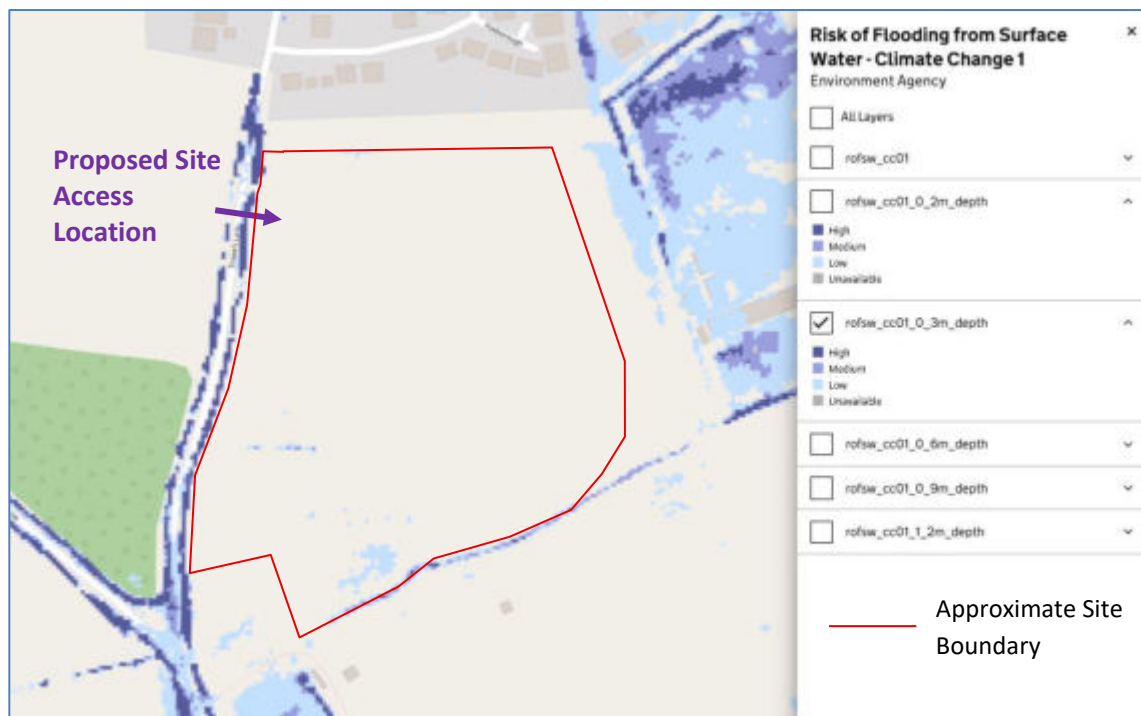 Risk of Flooding from Surface
Water - Climate Change 1
Environment Agency
All Layers
rofsw_cc01
rofsw_cc01_0_2m_depth
High
Medium
Low
Unavailable
rofsw_cc01_0_3m_depth
High
Medium
Low
Unavailable
rofsw_cc01_0_6m_depth
rofsw_cc01_0_9m_depth
rofsw_cc01_1_2m_depth
Proposed Site
Access
Location
Approximate Site
Boundary